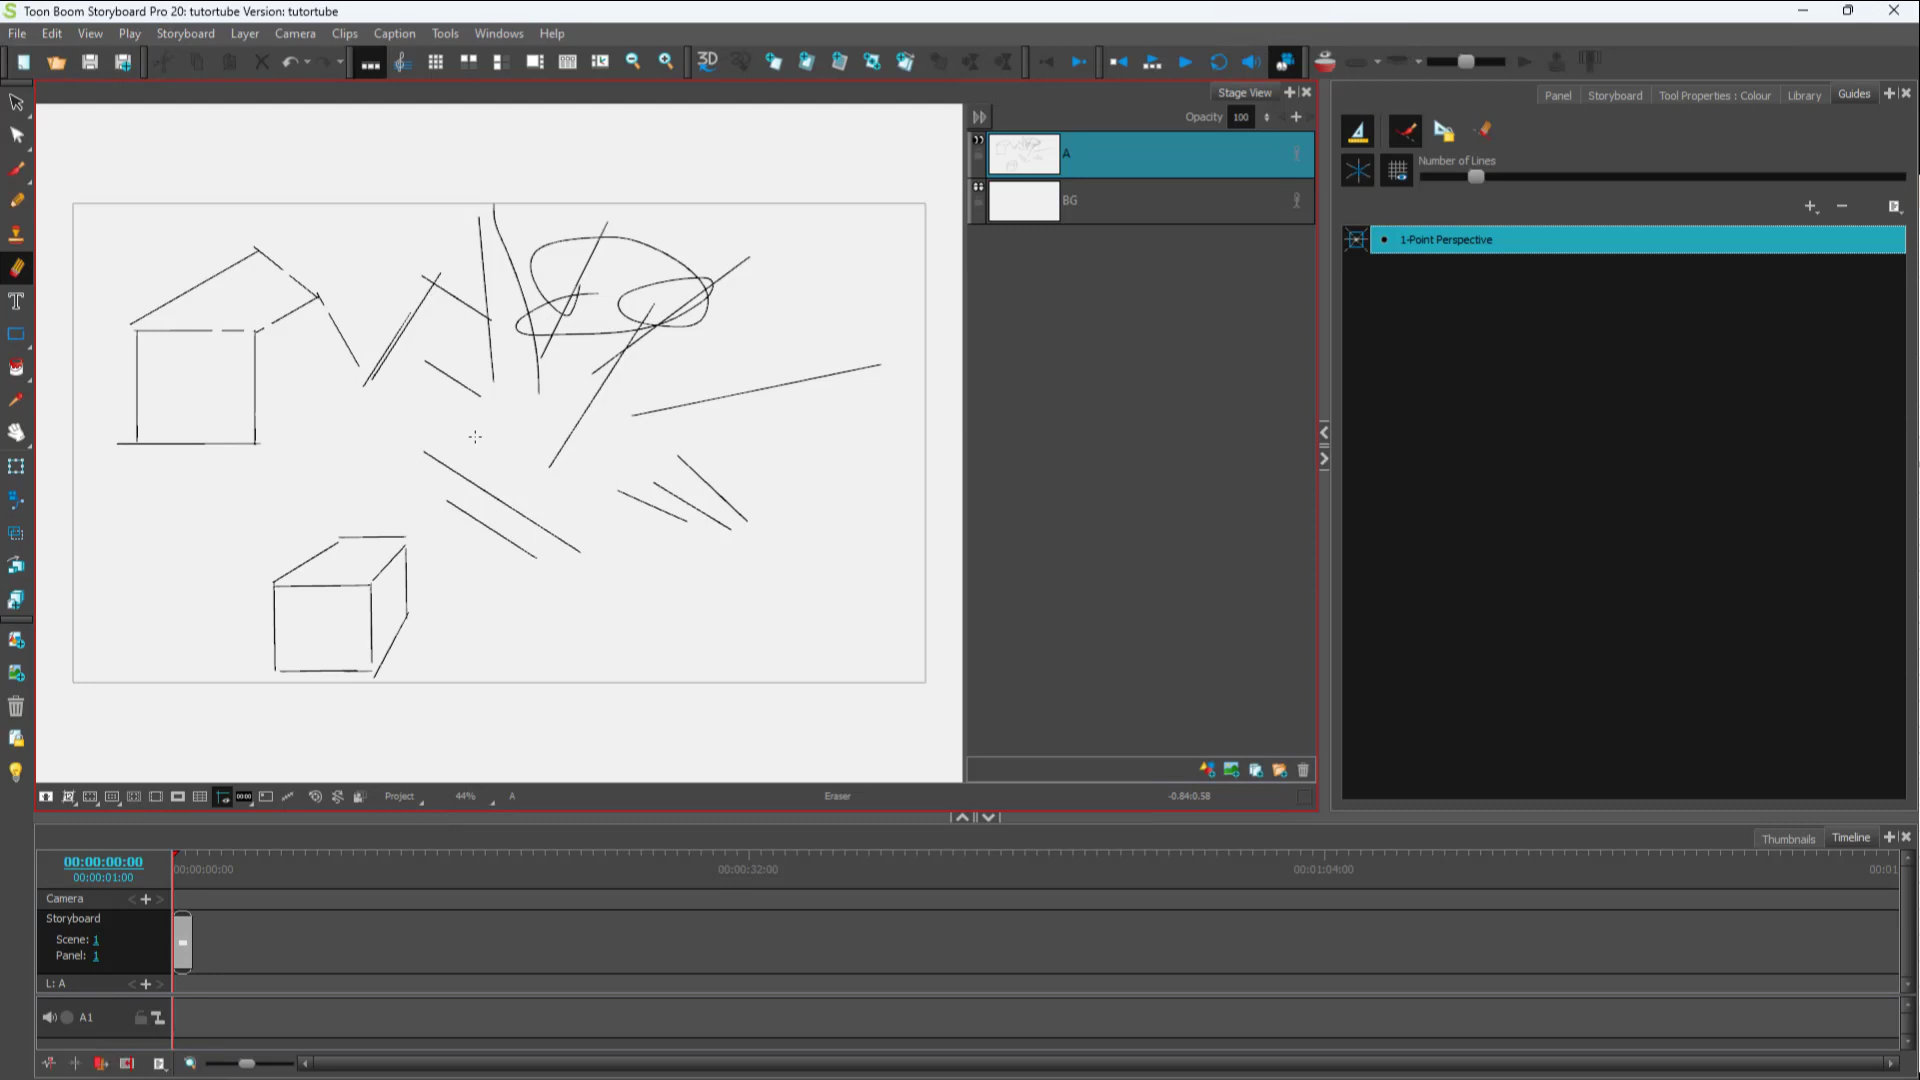 Toon Boom Storyboard Pro 20: tutortube Version: tutortube
File Edit View Play Storyboard Layer Camera Clips Caption Tools Windows Help
3D
Stage View
Opacity 100
A
BG
Panel Storyboard Tool Properties : Colour Library Guides
Number of Lines
1-Point Perspective
Project 44% A Eraser -0.84:0.58
Thumbnails Timeline
00:00:00:00
00:00:01:00
00:00:00:00 00:00:32:00 00:01:04:00 00:01
Camera
Storyboard
Scene: 1
Panel: 1
L: A
A1